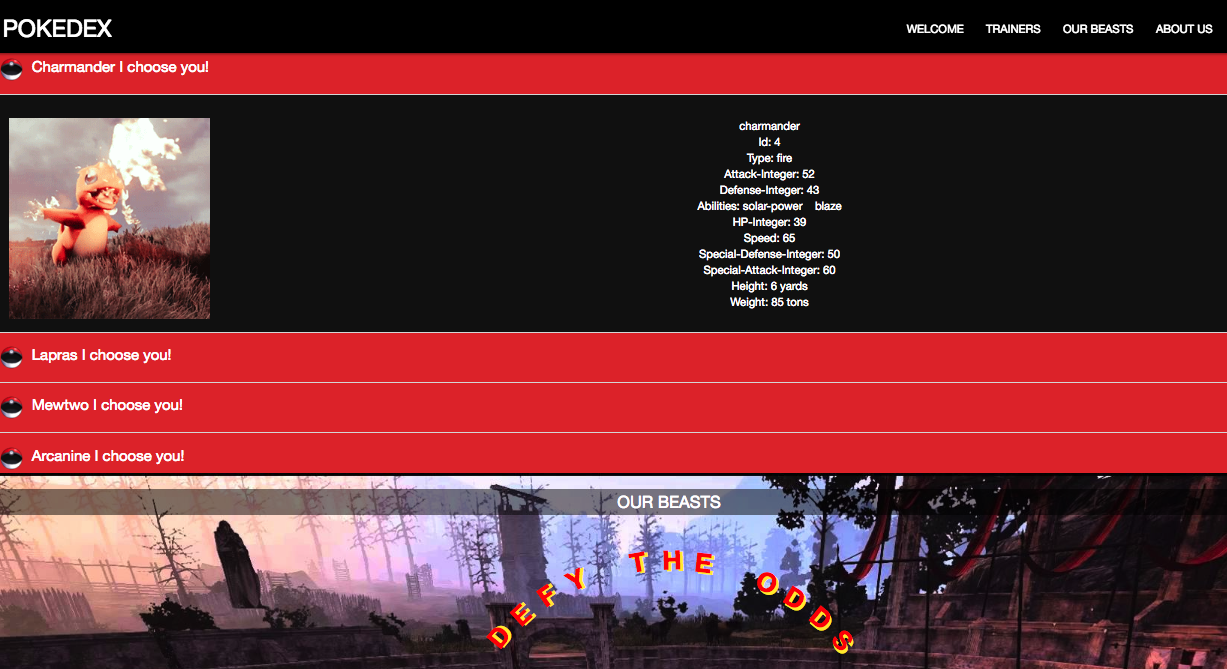 POKEDEX
WELCOME TRAINERS OUR BEASTS ABOUT US
Charmander I choose you!
charmander
Id: 4
Type: fire
Attack-Integer: 52
Defense-Integer: 43
Abilities: solar-power blaze
HP-Integer: 39
Speed: 65
Special-Defense-Integer: 50
Special-Attack-Integer: 60
Height: 6 yards
Weight: 85 tons
Lapras I choose you!
Mewtwo I choose you!
Arcanine I choose you!
OUR BEASTS
DEFY THE ODDS